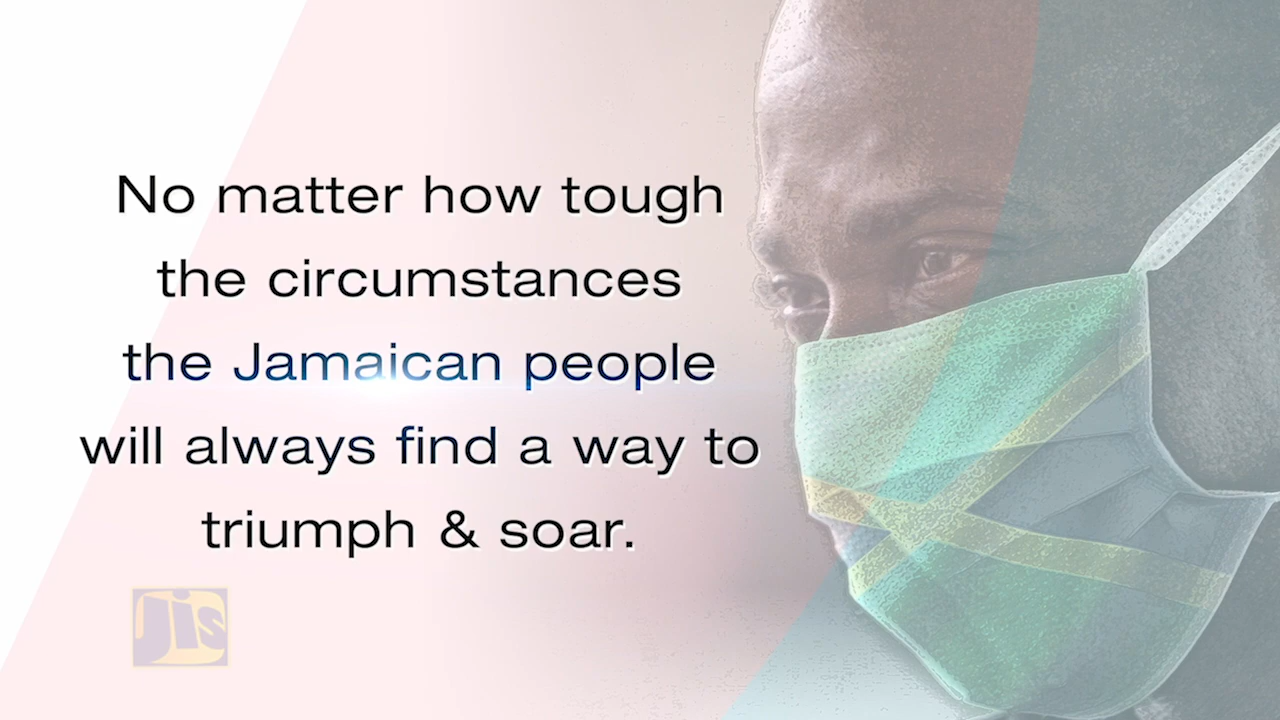 No matter how tough
the circumstances
the Jamaican people
will always find a way to
triumph & soar.
Jis